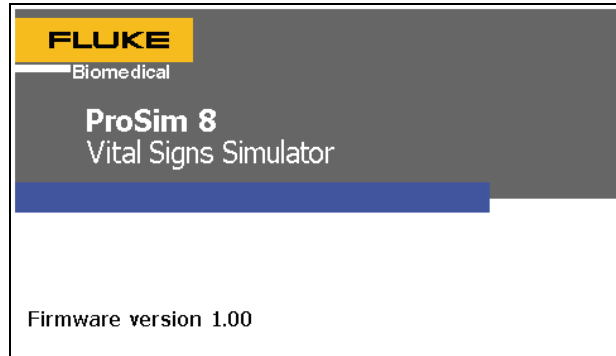 FLUKE
Biomedical
ProSim 8
Vital Signs Simulator
Firmware version 1.00